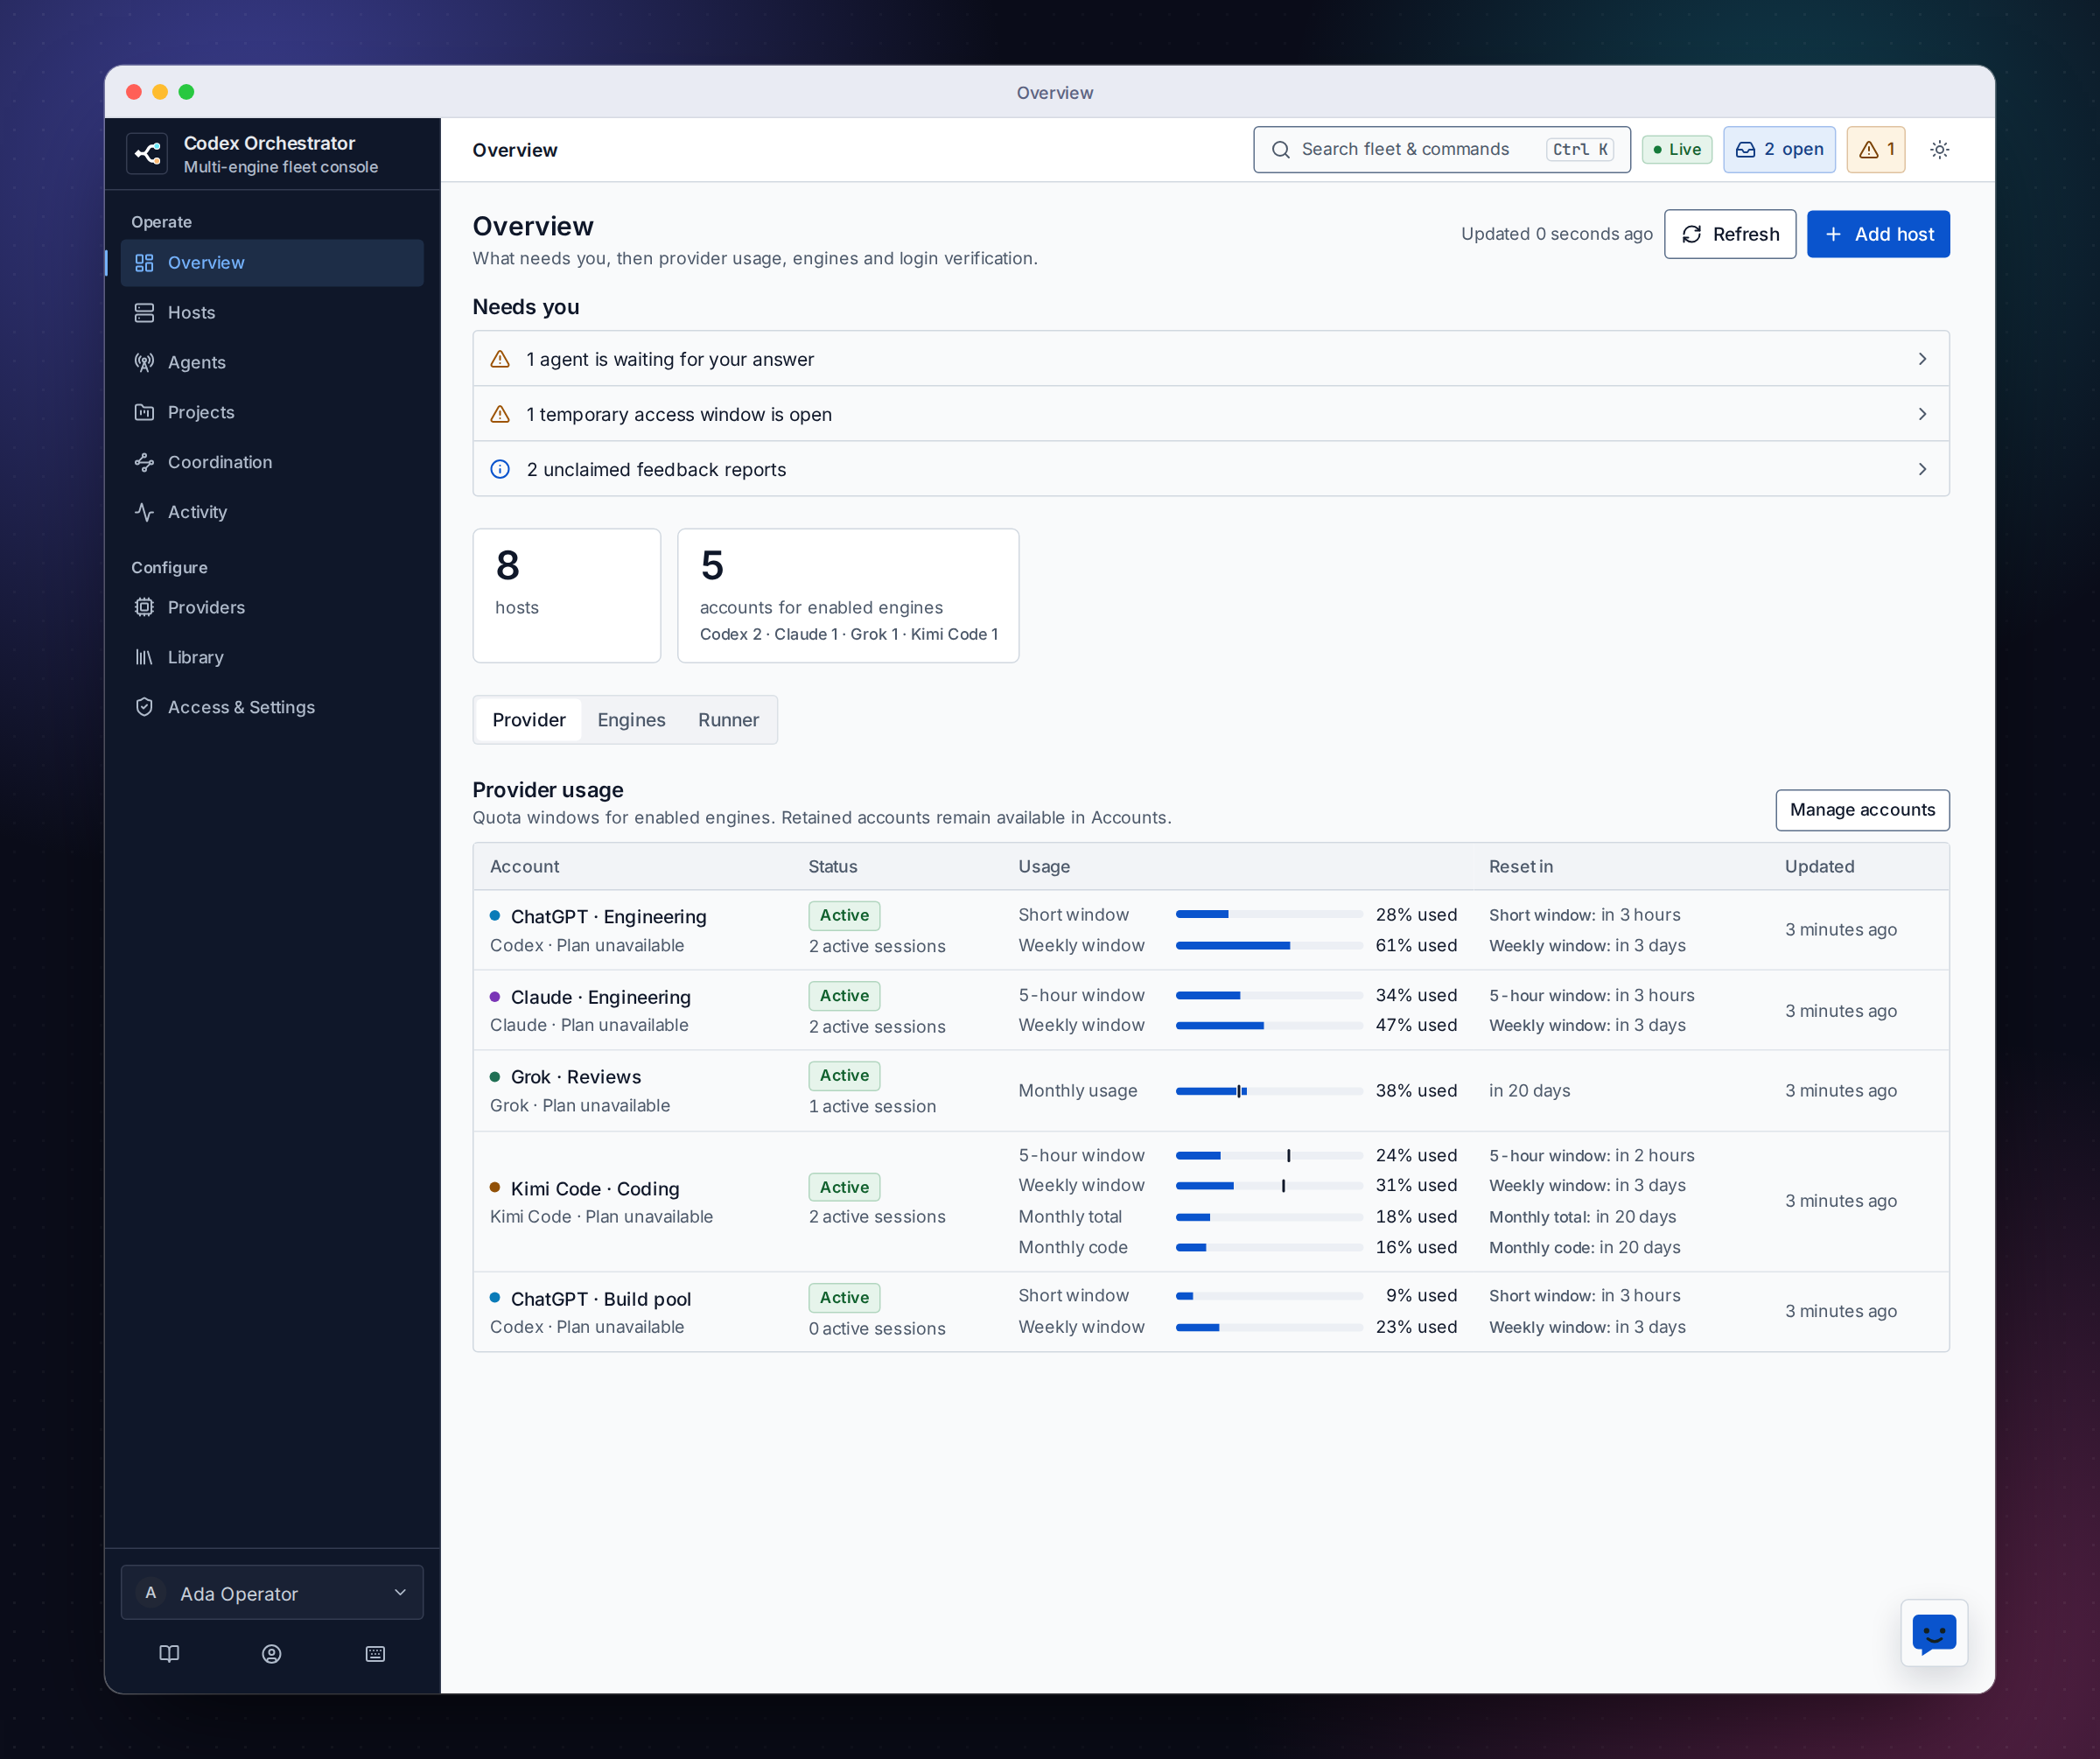 Overview
Codex Orchestrator
Multi-engine fleet console
Overview
Search fleet & commands
Ctrl K
Live
2 open
1
Operate
Overview
Hosts
Agents
Projects
Coordination
Activity
Configure
Providers
Library
Access & Settings
A
Ada Operator
Overview
What needs you, then provider usage, engines and login verification.
Updated 0 seconds ago
Refresh
Add host
Needs you
1 agent is waiting for your answer
1 temporary access window is open
2 unclaimed feedback reports
8
hosts
5
accounts for enabled engines
Codex 2 · Claude 1 · Grok 1 · Kimi Code 1
Provider Engines Runner
Provider usage
Quota windows for enabled engines. Retained accounts remain available in Accounts.
Manage accounts
Account Status Usage Reset in Updated
ChatGPT · Engineering
Codex · Plan unavailable
Active
2 active sessions
Short window 28% used
Weekly window 61% used
Short window: in 3 hours
Weekly window: in 3 days
3 minutes ago
Claude · Engineering
Claude · Plan unavailable
Active
2 active sessions
5-hour window 34% used
Weekly window 47% used
5-hour window: in 3 hours
Weekly window: in 3 days
3 minutes ago
Grok · Reviews
Grok · Plan unavailable
Active
1 active session
Monthly usage 38% used
in 20 days
3 minutes ago
Kimi Code · Coding
Kimi Code · Plan unavailable
Active
2 active sessions
5-hour window 24% used
Weekly window 31% used
Monthly total 18% used
Monthly code 16% used
5-hour window: in 2 hours
Weekly window: in 3 days
Monthly total: in 20 days
Monthly code: in 20 days
3 minutes ago
ChatGPT · Build pool
Codex · Plan unavailable
Active
0 active sessions
Short window 9% used
Weekly window 23% used
Short window: in 3 hours
Weekly window: in 3 days
3 minutes ago